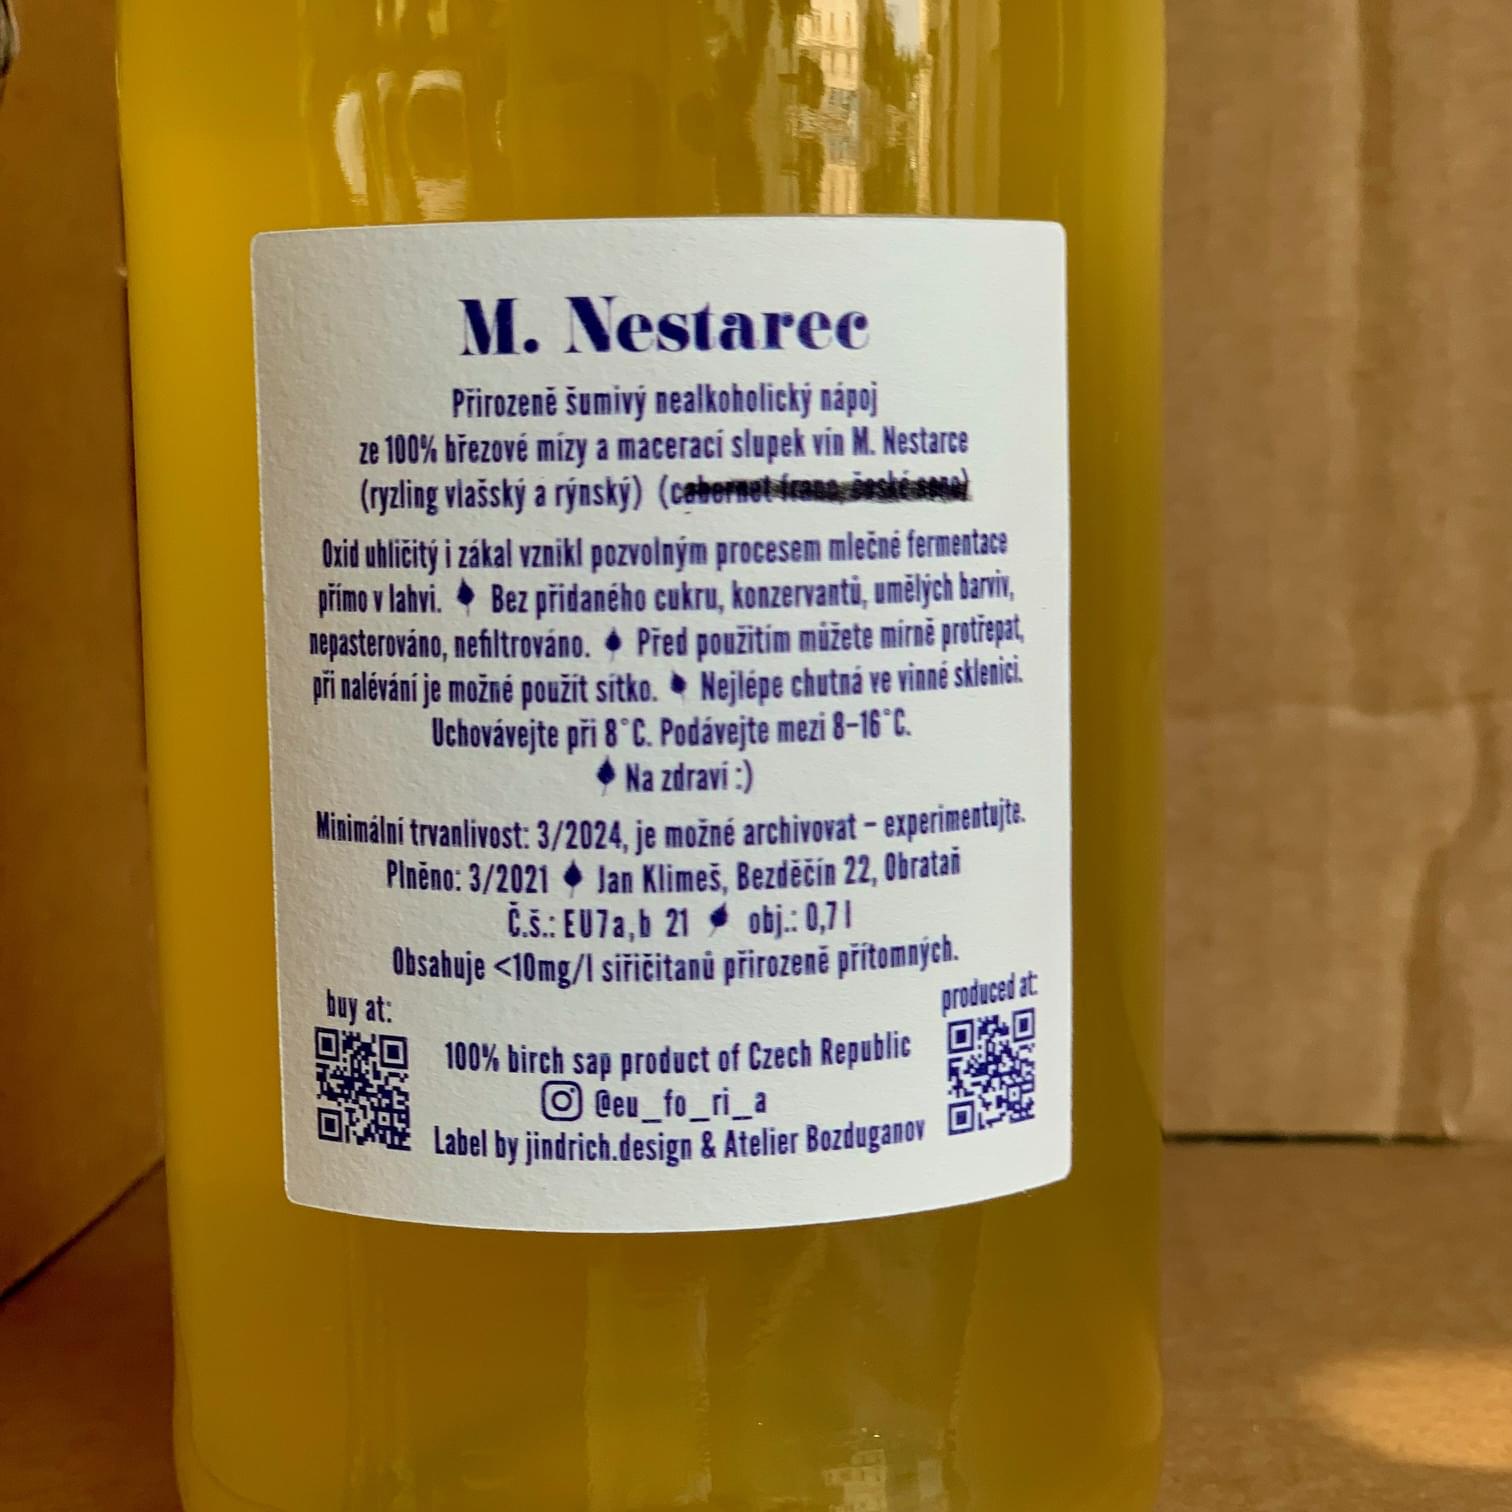 M. Nestarec
Přirozeně šumivý nealkoholický nápoj
ze 100% březové mízy a macerací slupek vín M. Nestarce
(ryzling vlašský a rýnský) (cabernet franc, české seno)
Oxid uhličitý i zákal vznikl pozvolným procesem mléčné fermentace
přímo v lahvi. Bez přidaného cukru, konzervantů, umělých barviv,
nepasterováno, nefiltrováno. Před použitím můžete mírně protřepat,
při nalévání je možné použít sítko. Nejlépe chutná ve vinné sklenici.
Uchovávejte při 8°C. Podávejte mezi 8–16°C.
Na zdraví :)
Minimální trvanlivost: 3/2024, je možné archivovat – experimentujte.
Plněno: 3/2021 Jan Klimeš, Bezděčín 22, Obrataň
Č.š.: EU7a,b 21 obj.: 0,7 l
Obsahuje <10mg/l siřičitanů přirozeně přítomných.
buy at:
produced at:
100% birch sap product of Czech Republic
@eu_fo_ri_a
Label by jindrich.design & Atelier Bozduganov